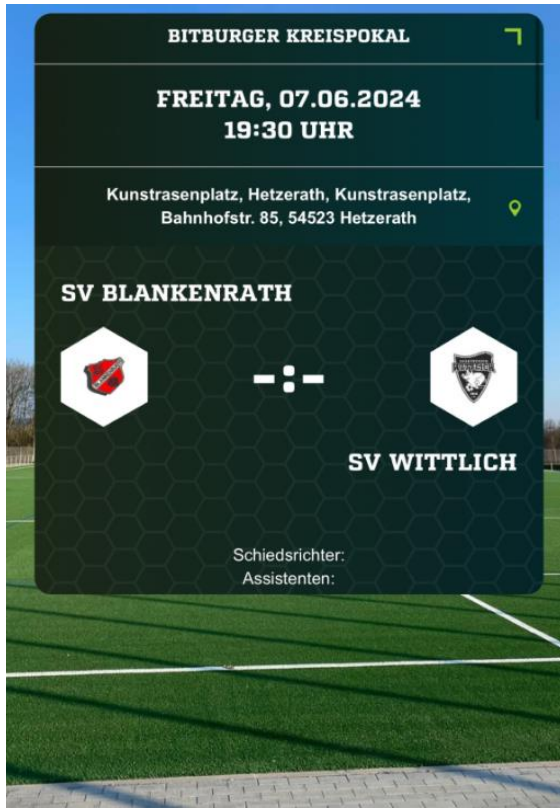 BITBURGER KREISPOKAL
FREITAG, 07.06.2024
19:30 UHR
Kunstrasenplatz, Hetzerath, Kunstrasenplatz,
Bahnhofstr. 85, 54523 Hetzerath
SV BLANKENRATH
-:-
SV WITTLICH
Schiedsrichter:
Assistenten: